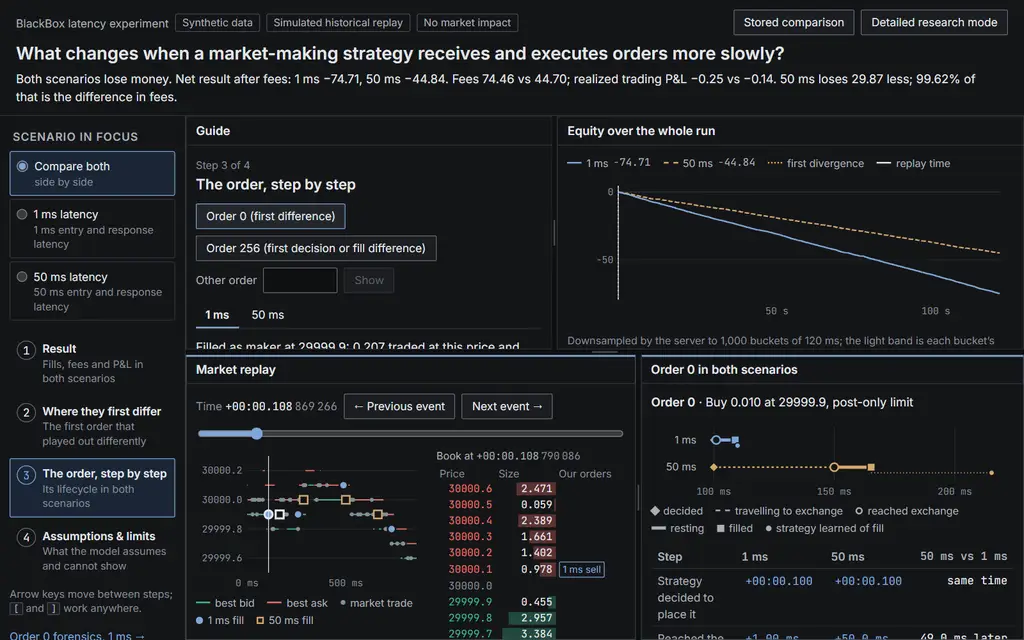 BlackBox latency experiment
Synthetic data
Simulated historical replay
No market impact
Stored comparison
Detailed research mode
What changes when a market-making strategy receives and executes orders more slowly?
Both scenarios lose money. Net result after fees: 1 ms −74.71, 50 ms −44.84. Fees 74.46 vs 44.70; realized trading P&L −0.25 vs −0.14. 50 ms loses 29.87 less; 99.62% of
that is the difference in fees.
SCENARIO IN FOCUS
Compare both
side by side
1 ms latency
1 ms entry and response
latency
50 ms latency
50 ms entry and response
latency
1 Result
Fills, fees and P&L in
both scenarios
2 Where they first differ
The first order that
played out differently
3 The order, step by step
Its lifecycle in both
scenarios
4 Assumptions & limits
What the model assumes
and cannot show
Arrow keys move between steps;
[ and ] work anywhere.
Order 0 forensics, 1 ms →
Guide
Step 3 of 4
The order, step by step
Order 0 (first difference)
Order 256 (first decision or fill difference)
Other order
Show
1 ms 50 ms
Filled as maker at 29999.9: 0.207 traded at this price and
Equity over the whole run
1 ms -74.71 50 ms -44.84 first divergence replay time
0
−50
50 s 100 s
Downsampled by the server to 1,000 buckets of 120 ms; the light band is each bucket's
Market replay
Time +00:00.108 869 266
← Previous event
Next event →
30000.2
30000.0
29999.8
29999.6
0 ms 500 ms
best bid best ask market trade
1 ms fill 50 ms fill
Book at +00:00.108 790 086
Price Size Our orders
30000.6 2.471
30000.5 0.059
30000.4 2.389
30000.3 1.661
30000.2 1.402
30000.1 0.978 1 ms sell
30000.0
29999.9 0.455
29999.8 2.957
29999.7 3.384
Order 0 in both scenarios
Order 0 · Buy 0.010 at 29999.9, post-only limit
1 ms
50 ms
100 ms 150 ms 200 ms
decided travelling to exchange reached exchange
resting filled strategy learned of fill
Step 1 ms 50 ms 50 ms vs 1 ms
Strategy decided to place it +00:00.100 +00:00.100 same time
Reached the +1.00 ms +50.0 ms 49.0 ms later